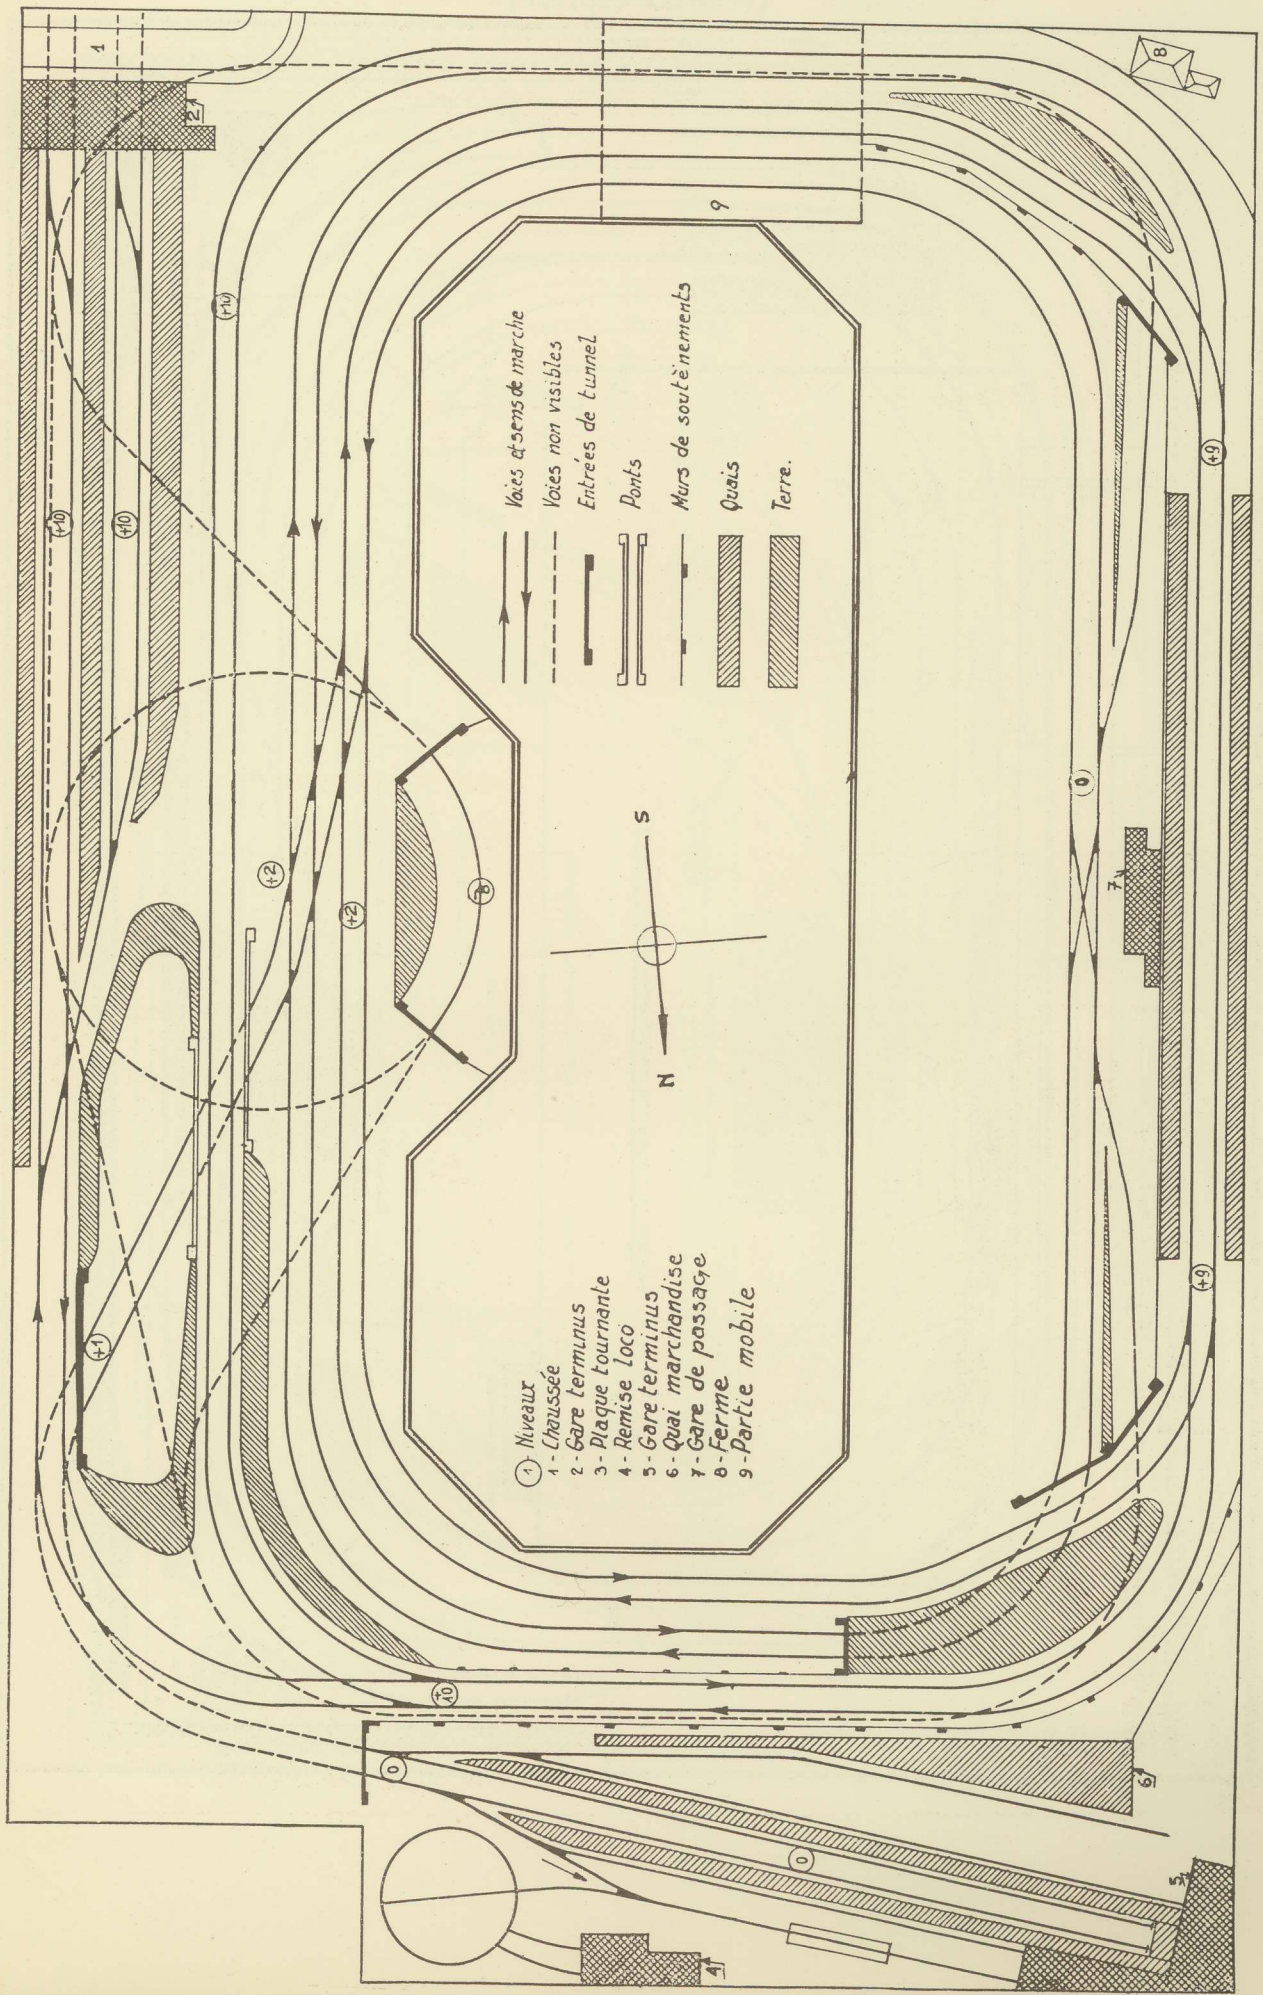 Voies et sens de marche
Voies non visibles
Entrées de tunnel
Ponts
Murs de soutènements
Quais
Terre.
① Niveaux
1 - Chaussée
2 - Gare terminus
3 - Plaque tournante
4 - Remise loco
5 - Gare terminus
6 - Quai marchandise
7 - Gare de passage
8 - Ferme
9 - Partie mobile
N
S
1
2
+10
+10
+10
+2
+2
-8
+1
+10
0
0
0
+9
+9
4
5
6
7
8
9